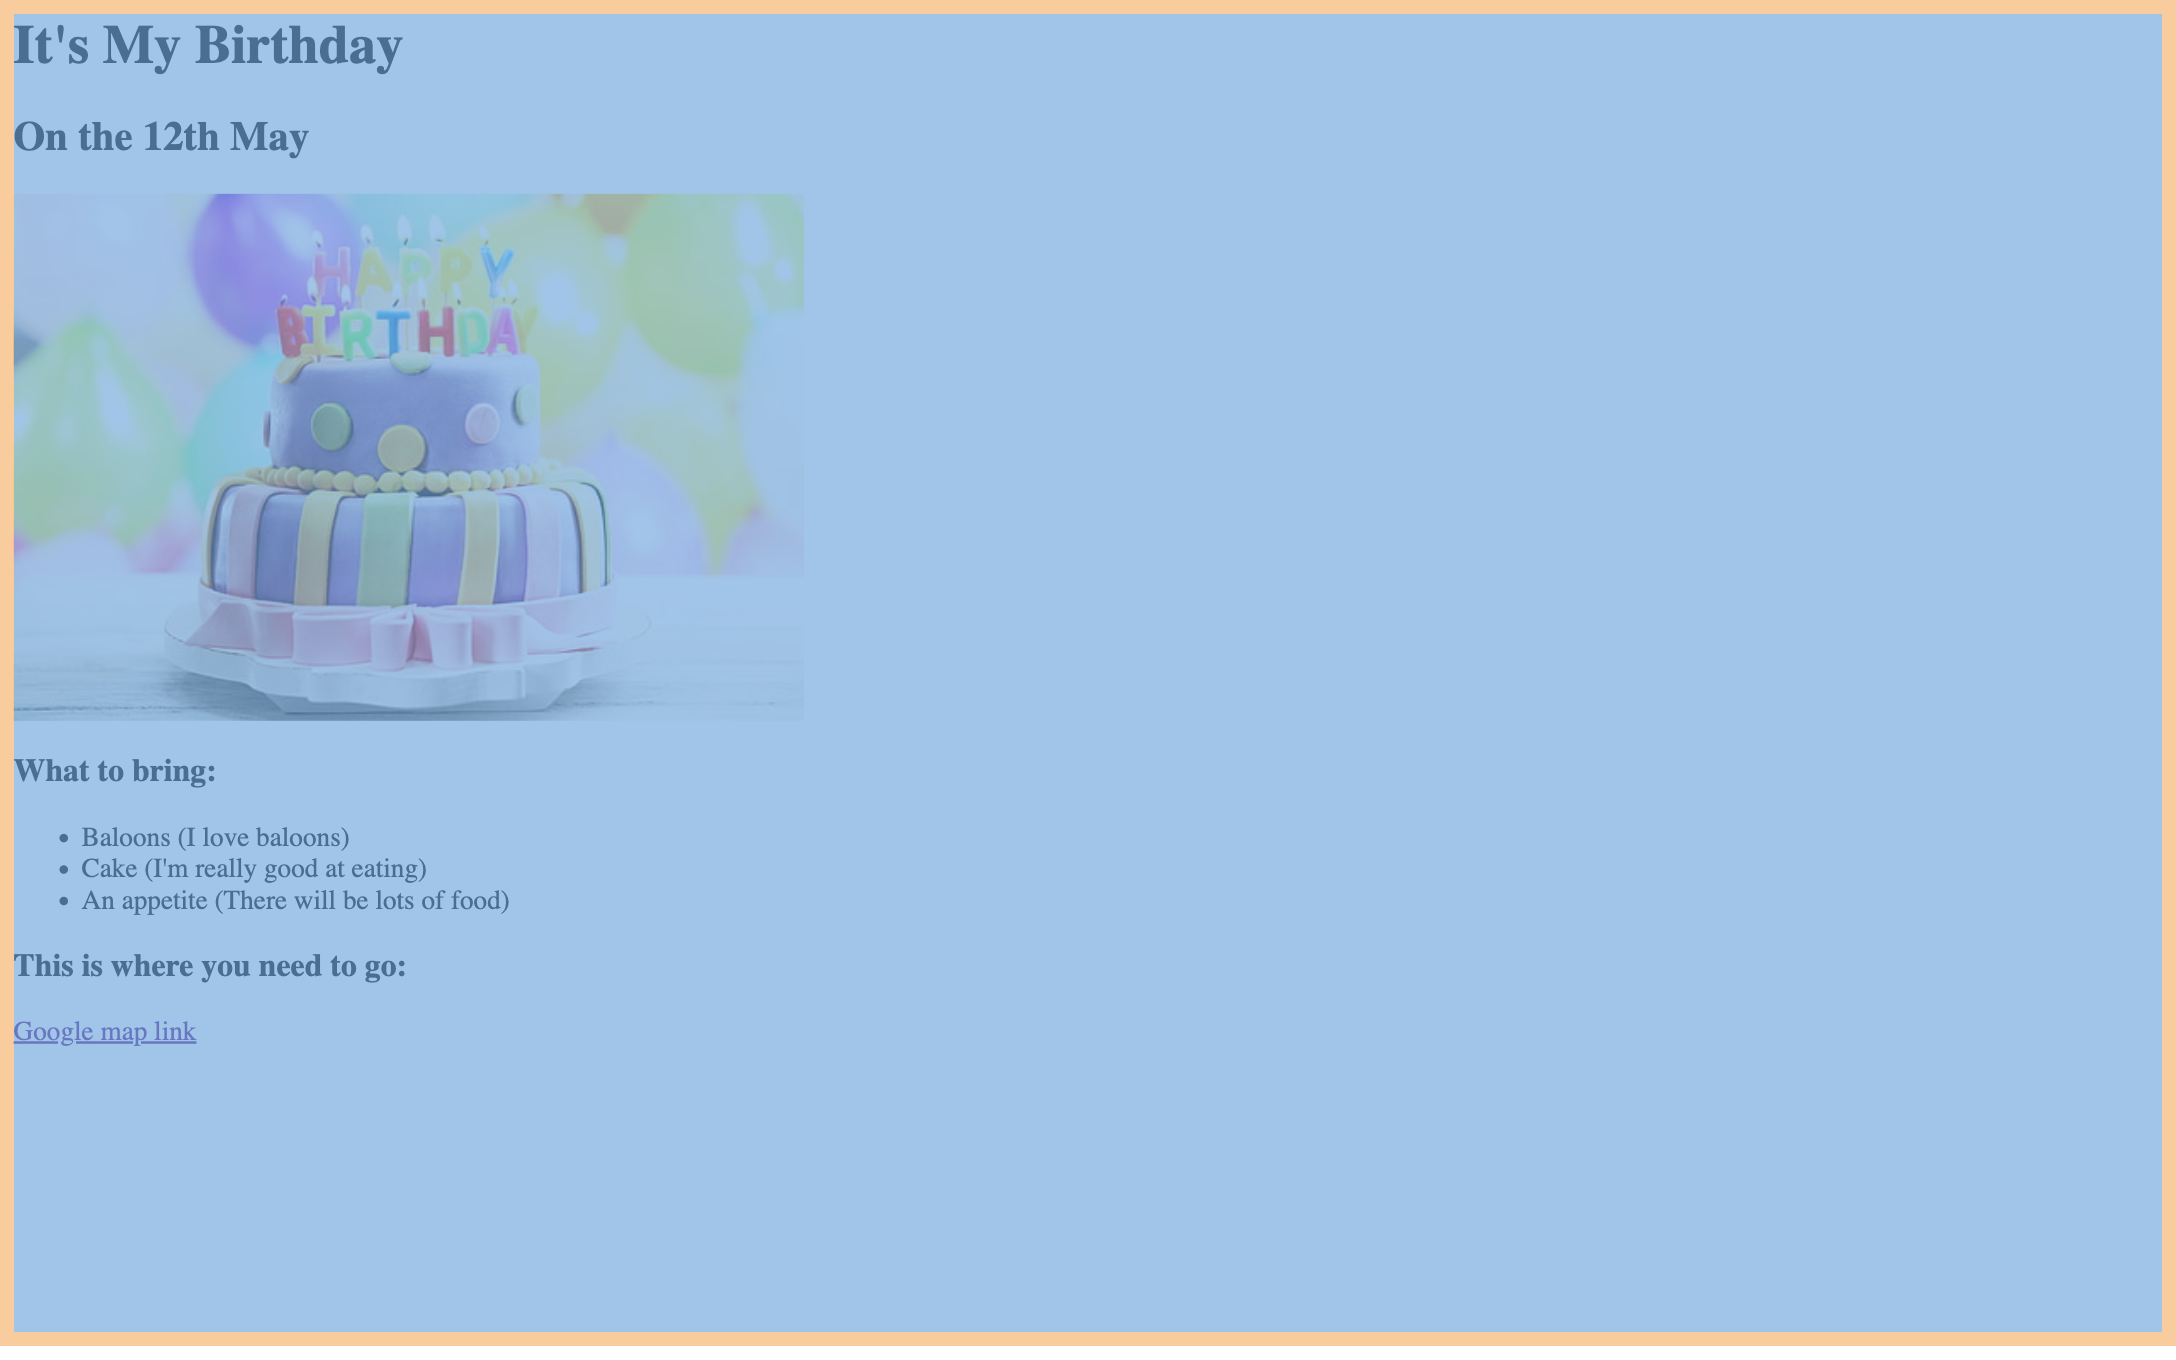 It's My Birthday
On the 12th May
HAPPY
BIRTHDAY
What to bring:
Baloons (I love baloons)
Cake (I'm really good at eating)
An appetite (There will be lots of food)
This is where you need to go:
Google map link